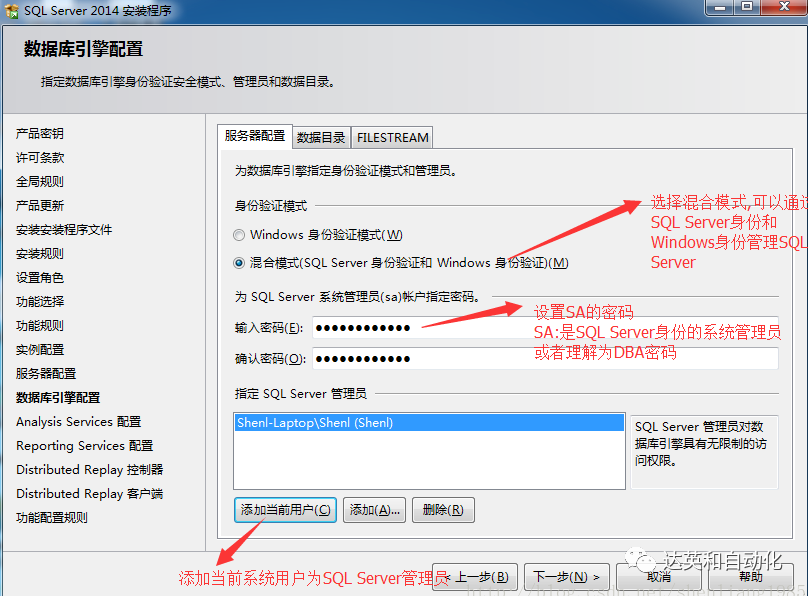 SQL Server 2014 安装程序
数据库引擎配置
指定数据库引擎身份验证安全模式、管理员和数据目录。
产品密钥
许可条款
全局规则
产品更新
安装安装程序文件
安装规则
设置角色
功能选择
功能规则
实例配置
服务器配置
数据库引擎配置
Analysis Services 配置
Reporting Services 配置
Distributed Replay 控制器
Distributed Replay 客户端
功能配置规则
服务器配置 数据目录 FILESTREAM
为数据库引擎指定身份验证模式和管理员。
身份验证模式
Windows 身份验证模式(W)
混合模式(SQL Server 身份验证和 Windows 身份验证)(M)
选择混合模式,可以通过
SQL Server身份和
Windows身份管理SQL
Server
为 SQL Server 系统管理员(sa)帐户指定密码。
输入密码(E): ●●●●●●●●●●●●
确认密码(O): ●●●●●●●●●●●●
设置SA的密码
SA:是SQL Server身份的系统管理员
或者理解为DBA密码
指定 SQL Server 管理员
Shenl-Laptop\Shenl (Shenl)
SQL Server 管理员对数
据库引擎具有无限制的访
问权限。
添加当前用户(C) 添加(A)... 删除(R)
添加当前系统用户为SQL Server管理员
< 上一步(B) 下一步(N) > 取消 帮助
达英和自动化